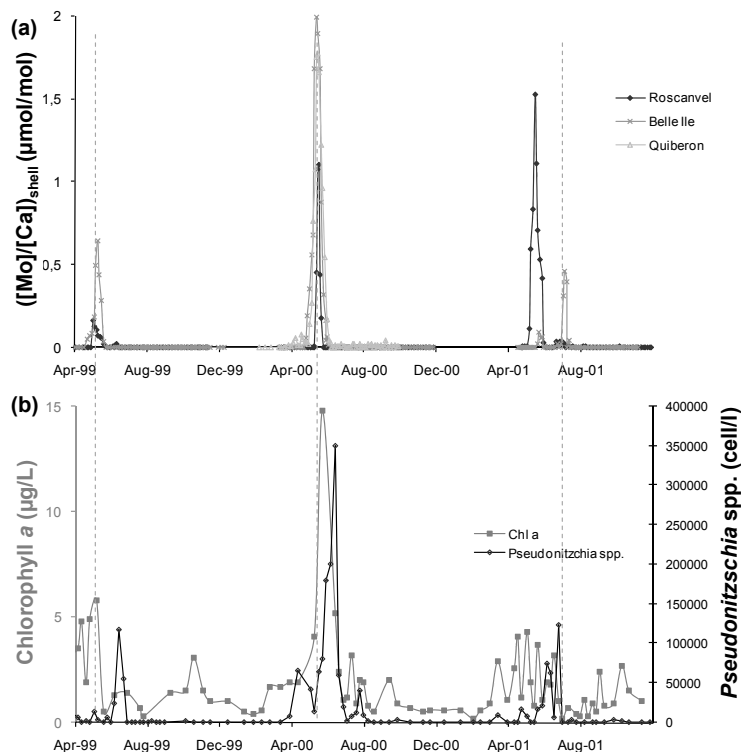 (a)
([Mo]/[Ca])shell (µmol/mol)
2
1,5
1
0,5
0
Roscanvel
Belle Ile
Quiberon
Apr-99 Aug-99 Dec-99 Apr-00 Aug-00 Dec-00 Apr-01 Aug-01
(b)
Chlorophyll a (µg/L)
15
10
5
0
Chl a
Pseudonitzchia spp.
400000
350000
300000
250000
200000
150000
100000
50000
0
Pseudonitzschia spp. (cell/l)
Apr-99 Aug-99 Dec-99 Apr-00 Aug-00 Dec-00 Apr-01 Aug-01